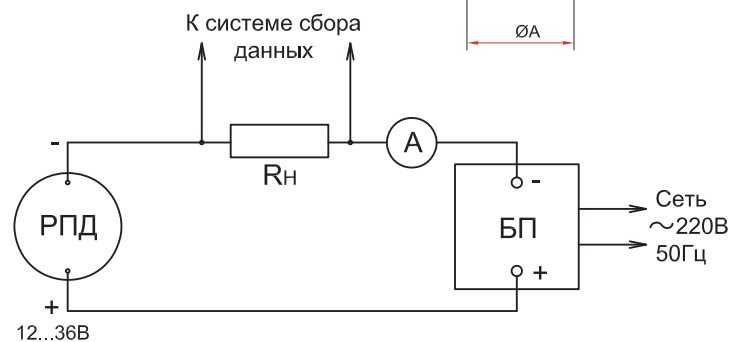 К системе сбора
данных
ØA
-
RН
A
-
РПД
БП
Сеть
～220В
50Гц
+
+
12...36В